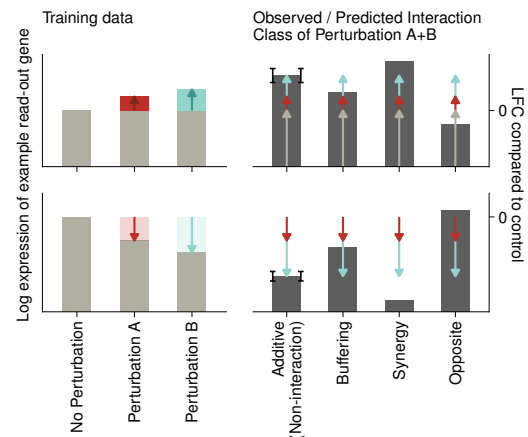 Training data
Observed / Predicted Interaction
Class of Perturbation A+B
Log expression of example read-out gene
0
0
LFC compared to control
No Perturbation
Perturbation A
Perturbation B
Additive
(Non-interaction)
Buffering
Synergy
Opposite